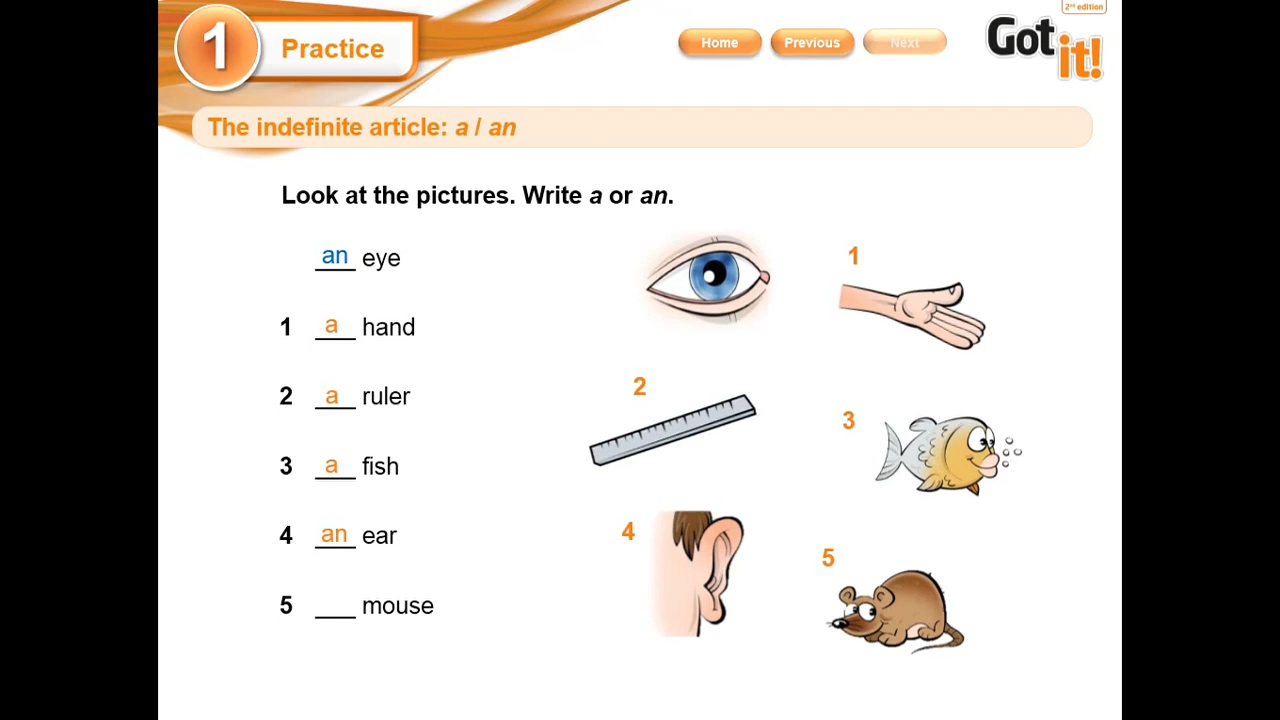 2nd edition
1 Practice
Home Previous Next
Got it!
The indefinite article: a / an
Look at the pictures. Write a or an.
an eye
1 a hand
2 a ruler
3 a fish
4 an ear
5 ___ mouse
1
2
3
4
5